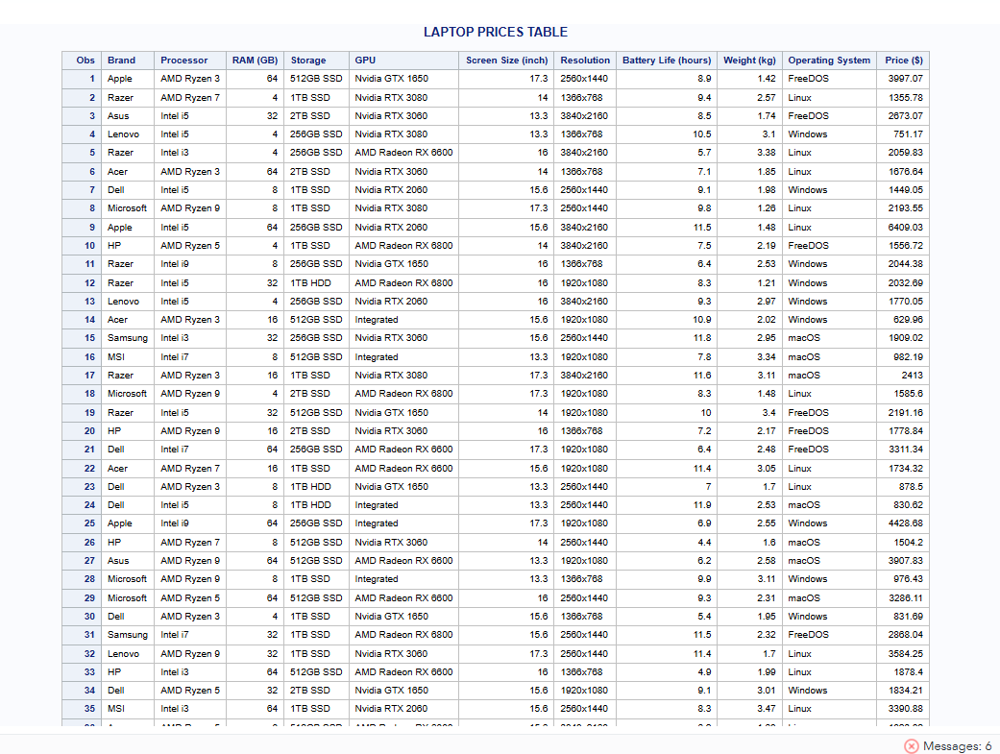 LAPTOP PRICES TABLE
Obs Brand Processor RAM (GB) Storage GPU Screen Size (inch) Resolution Battery Life (hours) Weight (kg) Operating System Price ($)
1 Apple AMD Ryzen 3 64 512GB SSD Nvidia GTX 1650 17.3 2560x1440 8.9 1.42 FreeDOS 3997.07
2 Razer AMD Ryzen 7 4 1TB SSD Nvidia RTX 3080 14 1366x768 9.4 2.57 Linux 1355.78
3 Asus Intel i5 32 2TB SSD Nvidia RTX 3060 13.3 3840x2160 8.5 1.74 FreeDOS 2673.07
4 Lenovo Intel i5 4 256GB SSD Nvidia RTX 3080 13.3 1366x768 10.5 3.1 Windows 751.17
5 Razer Intel i3 4 256GB SSD AMD Radeon RX 6600 16 3840x2160 5.7 3.38 Linux 2059.83
6 Acer AMD Ryzen 3 64 2TB SSD Nvidia RTX 3060 14 1366x768 7.1 1.85 Linux 1676.64
7 Dell Intel i5 8 1TB SSD Nvidia RTX 2060 15.6 3840x2160 9.1 1.98 Windows 1449.05
8 Microsoft AMD Ryzen 9 8 1TB SSD Nvidia RTX 3080 17.3 2560x1440 9.8 1.26 Linux 2193.55
9 Apple Intel i5 64 256GB SSD Nvidia RTX 2060 15.6 3840x2160 11.5 1.48 Linux 6409.03
10 HP AMD Ryzen 5 4 1TB SSD AMD Radeon RX 6800 14 3840x2160 7.5 2.19 FreeDOS 1556.72
11 Razer Intel i9 8 256GB SSD Nvidia GTX 1650 16 1366x768 6.4 2.53 Windows 2044.38
12 Razer Intel i5 32 1TB HDD AMD Radeon RX 6800 16 1920x1080 8.3 1.21 Windows 2032.69
13 Lenovo Intel i5 4 256GB SSD Nvidia RTX 2060 16 3840x2160 9.3 2.97 Windows 1770.05
14 Acer AMD Ryzen 3 16 512GB SSD Integrated 15.6 1920x1080 10.9 2.02 Windows 629.96
15 Samsung Intel i3 32 256GB SSD Nvidia RTX 3060 15.6 2560x1440 11.8 2.95 macOS 1909.02
16 MSI Intel i7 8 512GB SSD Integrated 13.3 1920x1080 7.8 3.34 macOS 982.19
17 Razer AMD Ryzen 3 16 1TB SSD Nvidia RTX 3080 17.3 3840x2160 11.6 3.11 macOS 2413
18 Microsoft AMD Ryzen 9 4 2TB SSD AMD Radeon RX 6800 17.3 1920x1080 8.3 1.48 Linux 1585.6
19 Razer Intel i5 32 512GB SSD Nvidia GTX 1650 14 1920x1080 10 3.4 FreeDOS 2191.16
20 HP AMD Ryzen 9 16 2TB SSD Nvidia RTX 3060 16 1366x768 7.2 2.17 FreeDOS 1778.84
21 Dell Intel i7 64 256GB SSD AMD Radeon RX 6600 17.3 1920x1080 6.4 2.48 FreeDOS 3311.34
22 Acer AMD Ryzen 7 16 1TB SSD AMD Radeon RX 6600 15.6 1920x1080 11.4 3.05 Linux 1734.32
23 Dell AMD Ryzen 3 8 1TB HDD Nvidia GTX 1650 13.3 2560x1440 7 1.7 Linux 878.5
24 Dell Intel i5 8 1TB HDD Integrated 13.3 2560x1440 11.9 2.53 macOS 830.62
25 Apple Intel i9 64 256GB SSD Integrated 17.3 1920x1080 6.9 2.55 Windows 4428.68
26 HP AMD Ryzen 7 8 512GB SSD Nvidia RTX 3060 14 2560x1440 4.4 1.6 macOS 1504.2
27 Asus AMD Ryzen 9 64 512GB SSD AMD Radeon RX 6600 13.3 1920x1080 6.2 2.58 macOS 3907.83
28 Microsoft AMD Ryzen 9 8 1TB SSD Integrated 13.3 1366x768 9.9 3.11 Windows 976.43
29 Microsoft AMD Ryzen 5 64 512GB SSD AMD Radeon RX 6600 16 2560x1440 9.3 2.31 macOS 3286.11
30 Dell AMD Ryzen 3 4 1TB SSD Nvidia GTX 1650 15.6 1366x768 5.4 1.95 Windows 831.69
31 Samsung Intel i7 32 1TB SSD AMD Radeon RX 6800 15.6 2560x1440 11.5 2.32 FreeDOS 2868.04
32 Lenovo AMD Ryzen 9 32 1TB SSD Nvidia RTX 3060 17.3 2560x1440 11.4 1.7 Linux 3584.25
33 HP Intel i3 64 512GB SSD AMD Radeon RX 6600 16 1366x768 4.9 1.99 Linux 1878.4
34 Dell AMD Ryzen 5 32 2TB SSD Nvidia GTX 1650 15.6 1920x1080 9.1 3.01 Windows 1834.21
35 MSI Intel i3 64 1TB SSD Nvidia RTX 2060 15.6 2560x1440 8.3 3.47 Linux 3390.88
Messages: 6